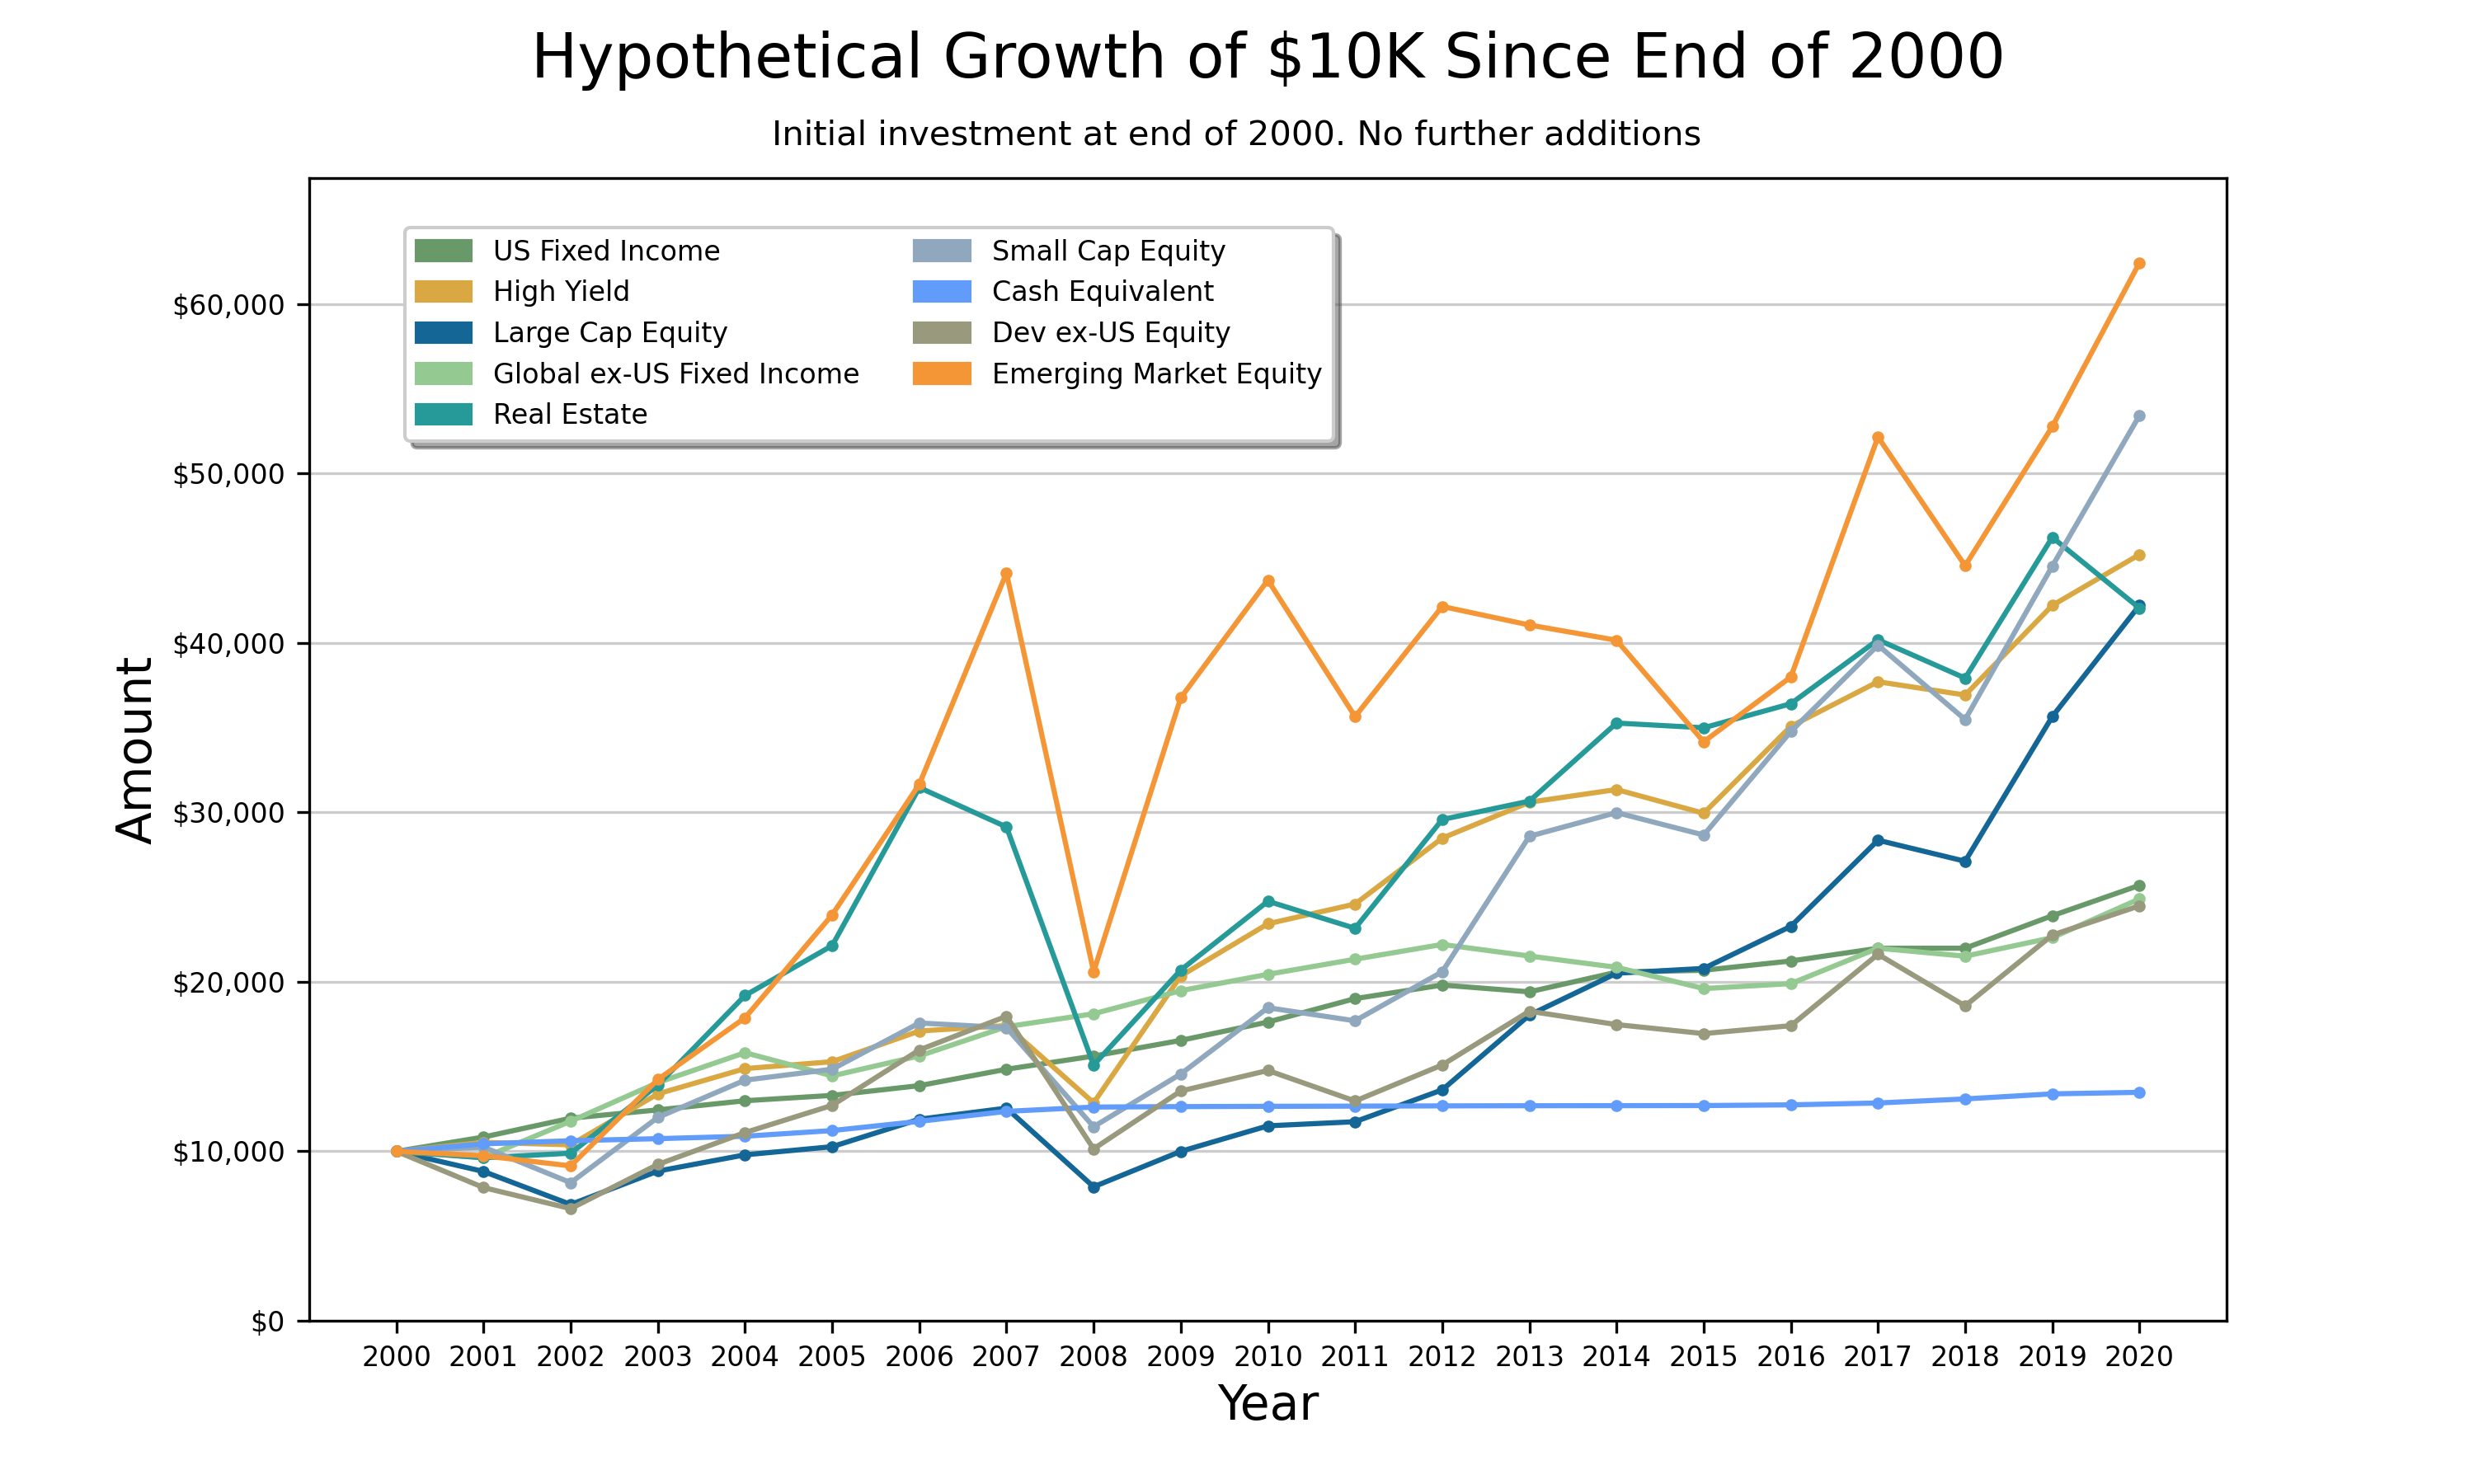 Hypothetical Growth of $10K Since End of 2000
Initial investment at end of 2000. No further additions
US Fixed Income
High Yield
Large Cap Equity
Global ex-US Fixed Income
Real Estate
Small Cap Equity
Cash Equivalent
Dev ex-US Equity
Emerging Market Equity
Amount
$60,000
$50,000
$40,000
$30,000
$20,000
$10,000
$0
2000 2001 2002 2003 2004 2005 2006 2007 2008 2009 2010 2011 2012 2013 2014 2015 2016 2017 2018 2019 2020
Year